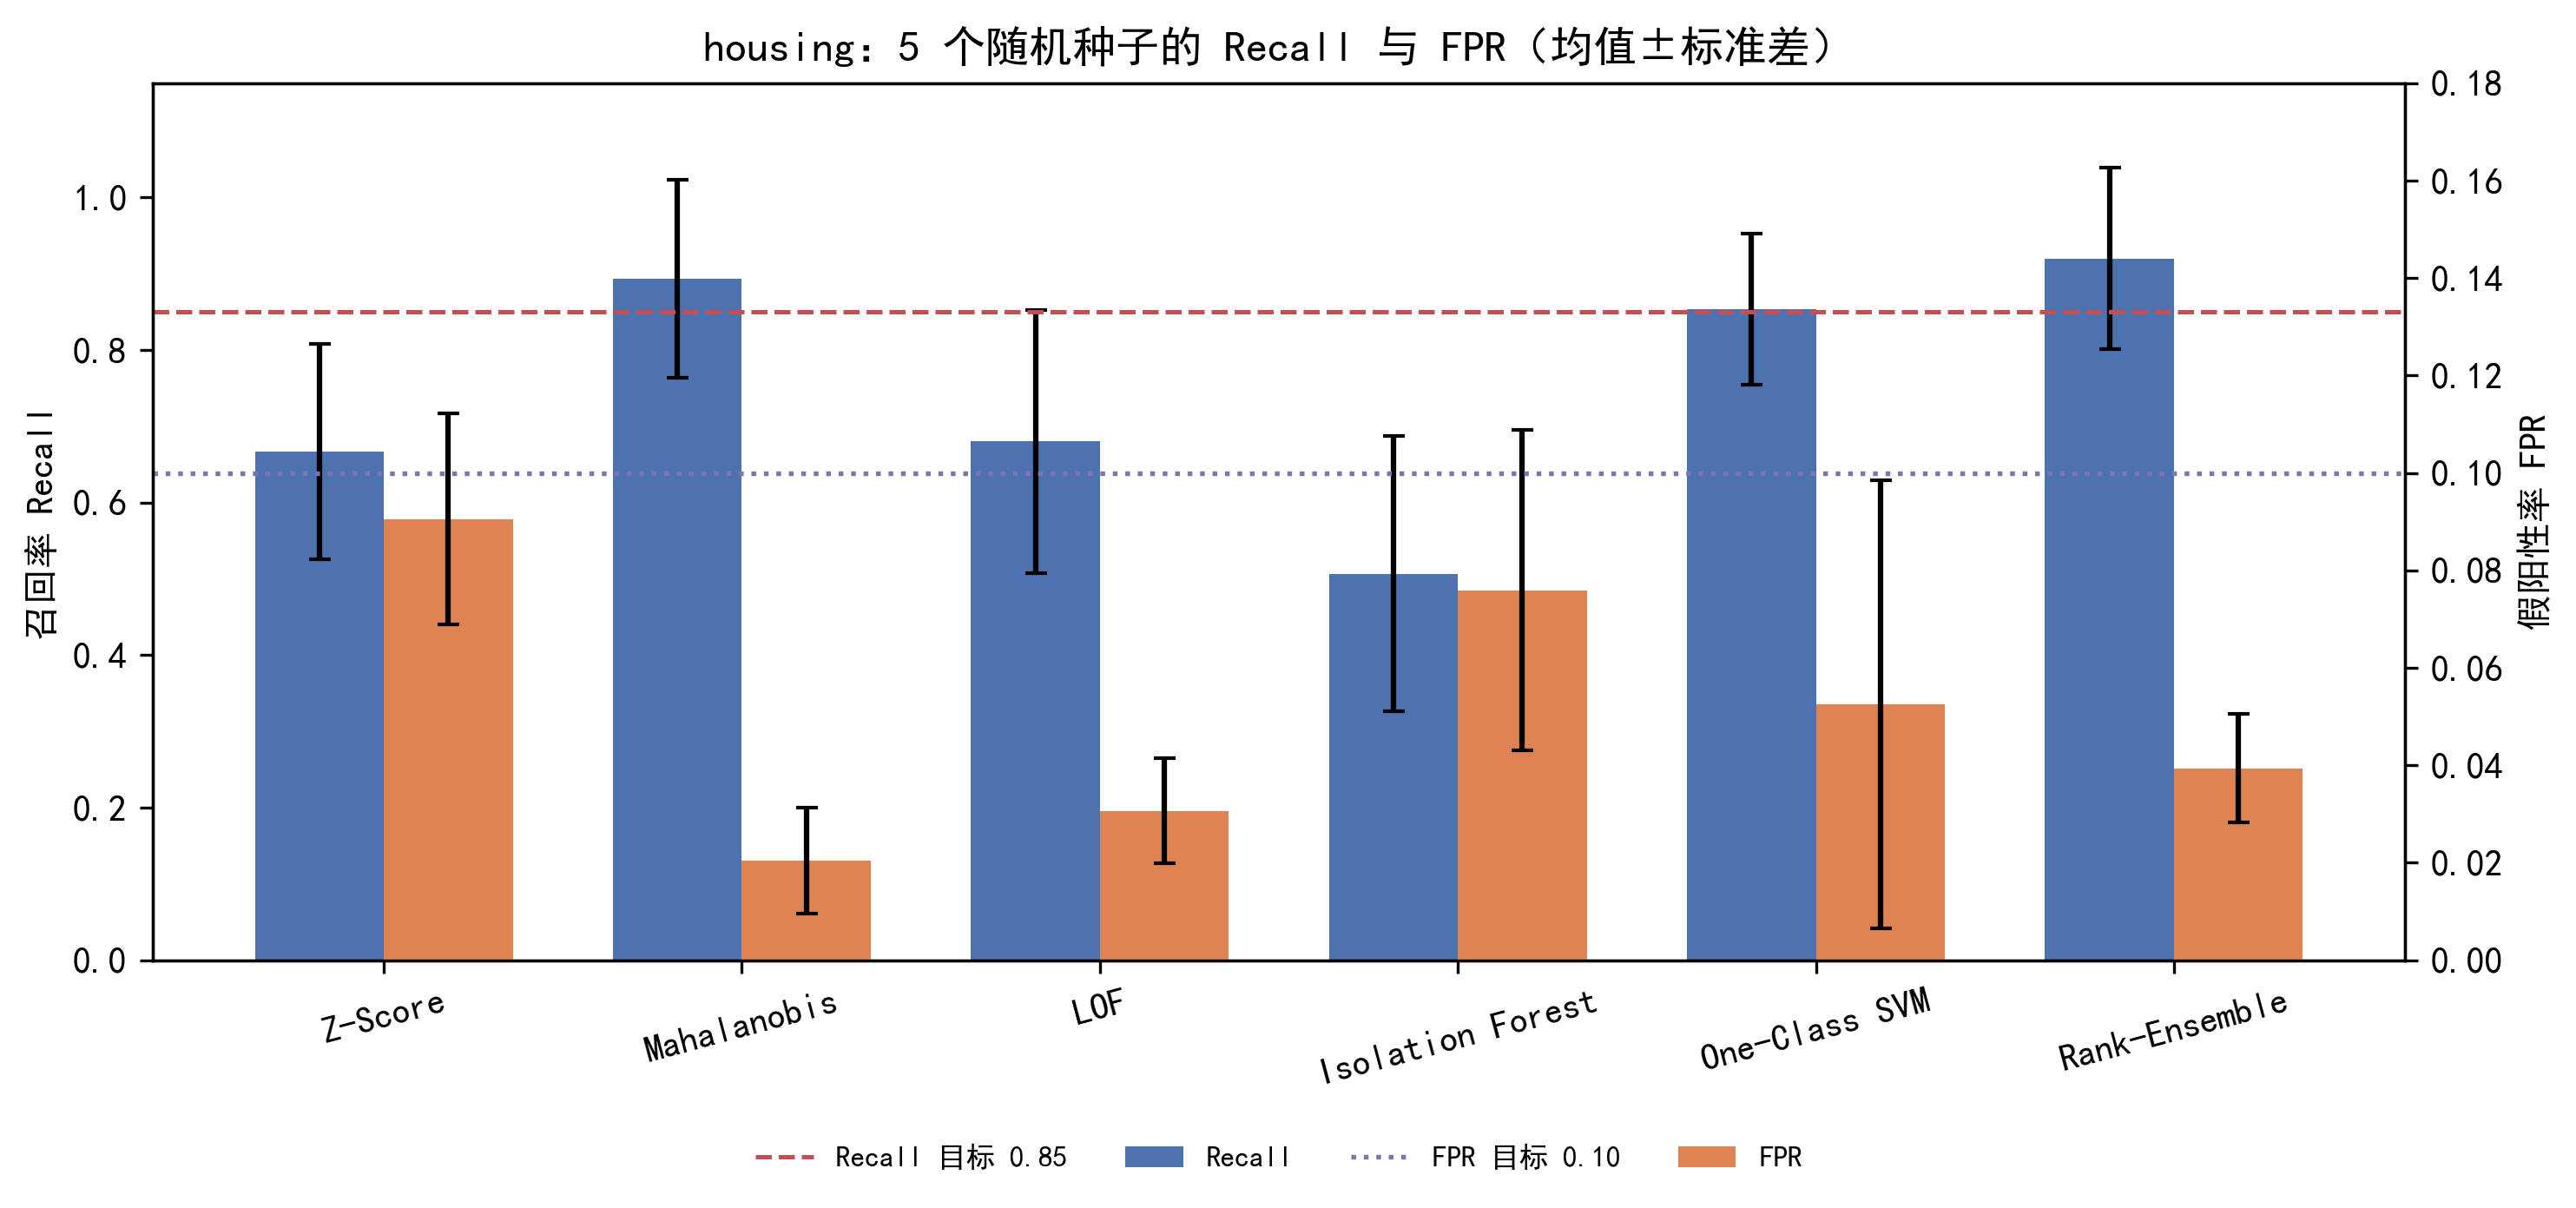 housing: 5 个随机种子的 Recall 与 FPR（均值±标准差）
召回率 Recall
1.0
0.8
0.6
0.4
0.2
0.0
0.18
0.16
0.14
0.12
0.10
0.08
0.06
0.04
0.02
0.00
假阳性率 FPR
Z-Score
Mahalanobis
LOF
Isolation Forest
One-Class SVM
Rank-Ensemble
Recall 目标 0.85
Recall
FPR 目标 0.10
FPR